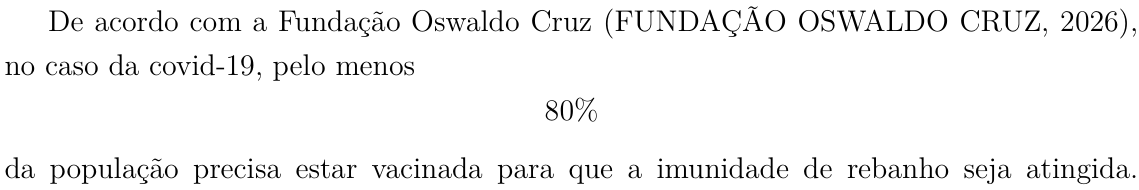 De acordo com a Fundação Oswaldo Cruz (FUNDAÇÃO OSWALDO CRUZ, 2026),
no caso da covid-19, pelo menos
80%
da população precisa estar vacinada para que a imunidade de rebanho seja atingida.